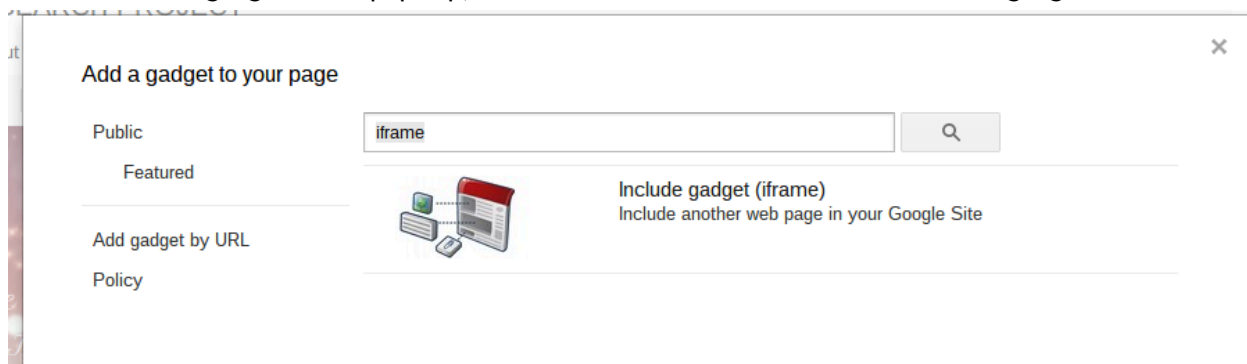 Add a gadget to your page
Public
iframe
Featured
Include gadget (iframe)
Include another web page in your Google Site
Add gadget by URL
Policy